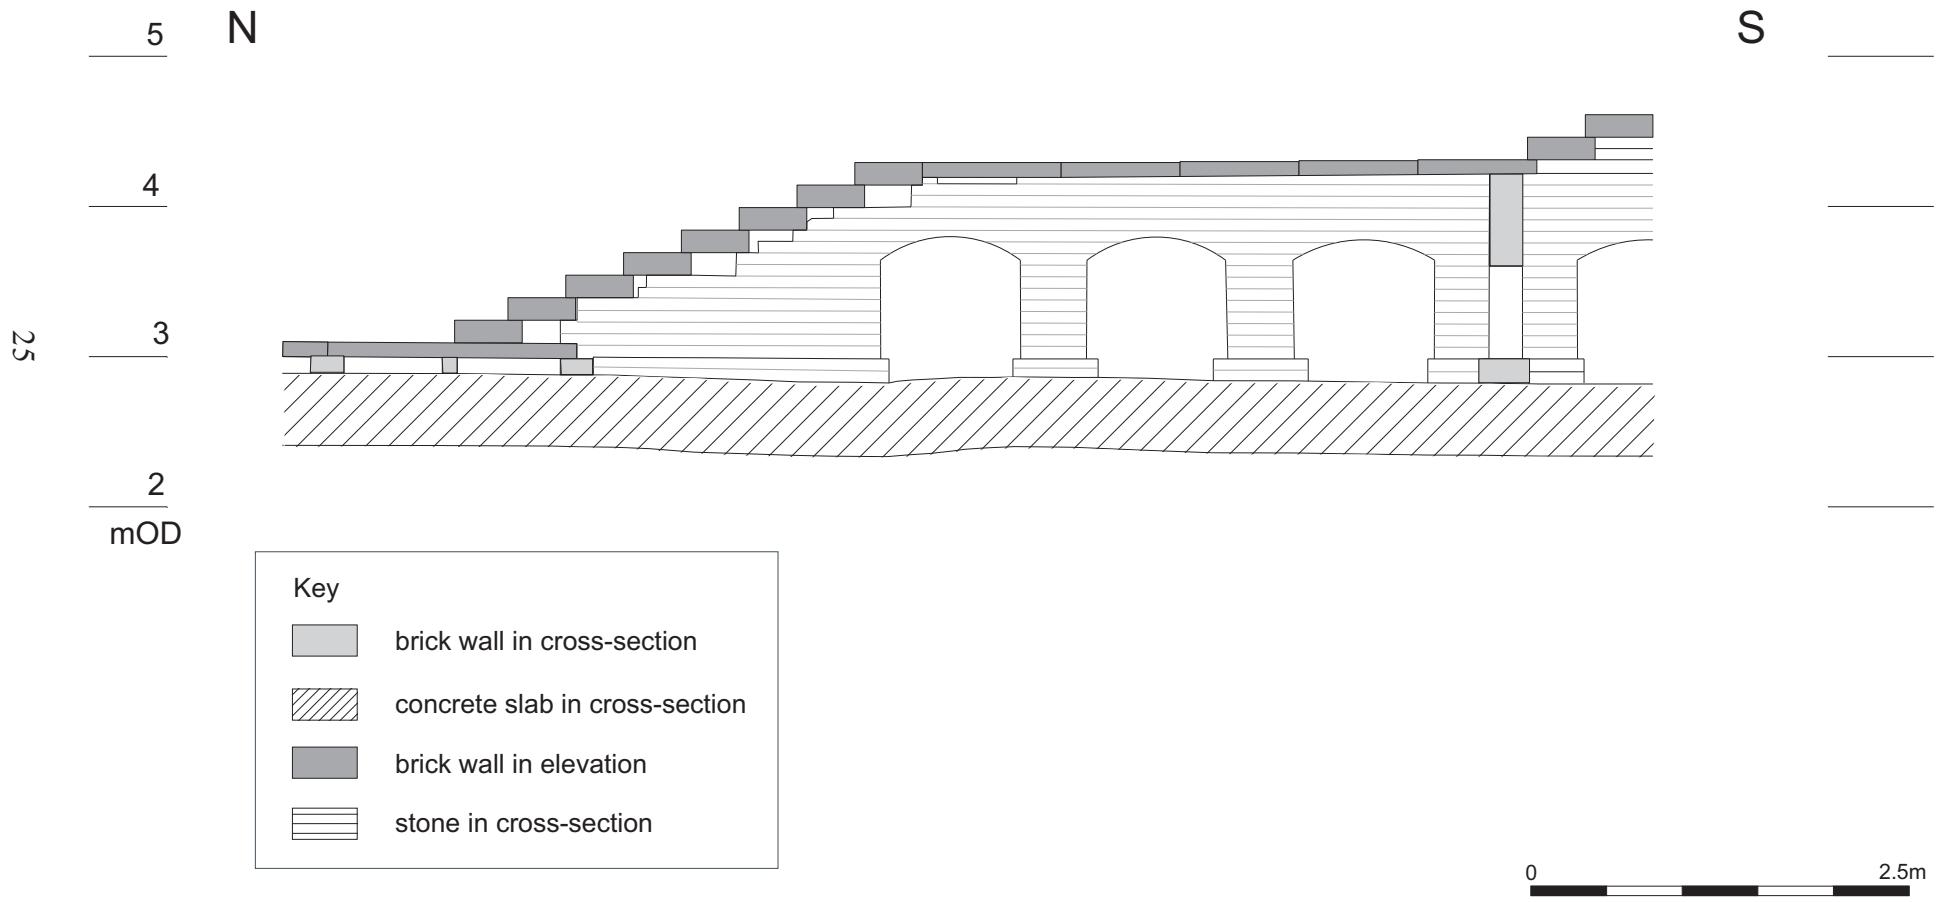 N
S
5
4
3
2
mOD
25
Key
brick wall in cross-section
concrete slab in cross-section
brick wall in elevation
stone in cross-section
0 2.5m